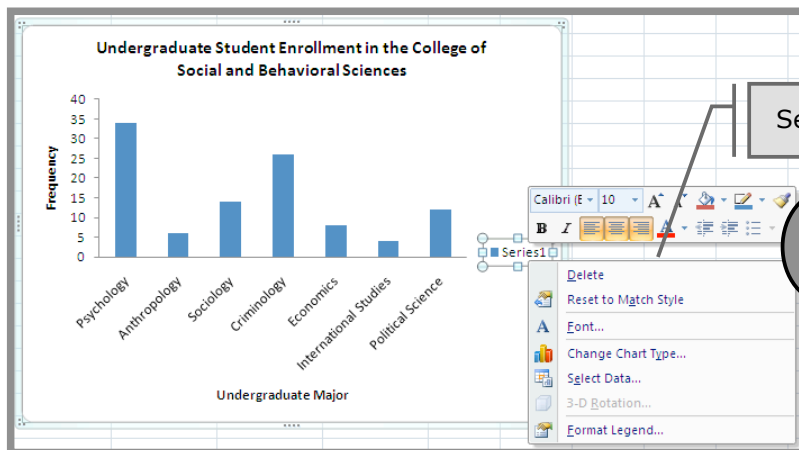 Undergraduate Student Enrollment in the College of
Social and Behavioral Sciences
40
35
30
25
20
15
10
5
0
Frequency
Psychology
Anthropology
Sociology
Criminology
Economics
International Studies
Political Science
Undergraduate Major
Series1
Se
Calibri (E 10 A A
B I A
Delete
Reset to Match Style
A Font...
Change Chart Type...
Select Data...
3-D Rotation...
Format Legend...